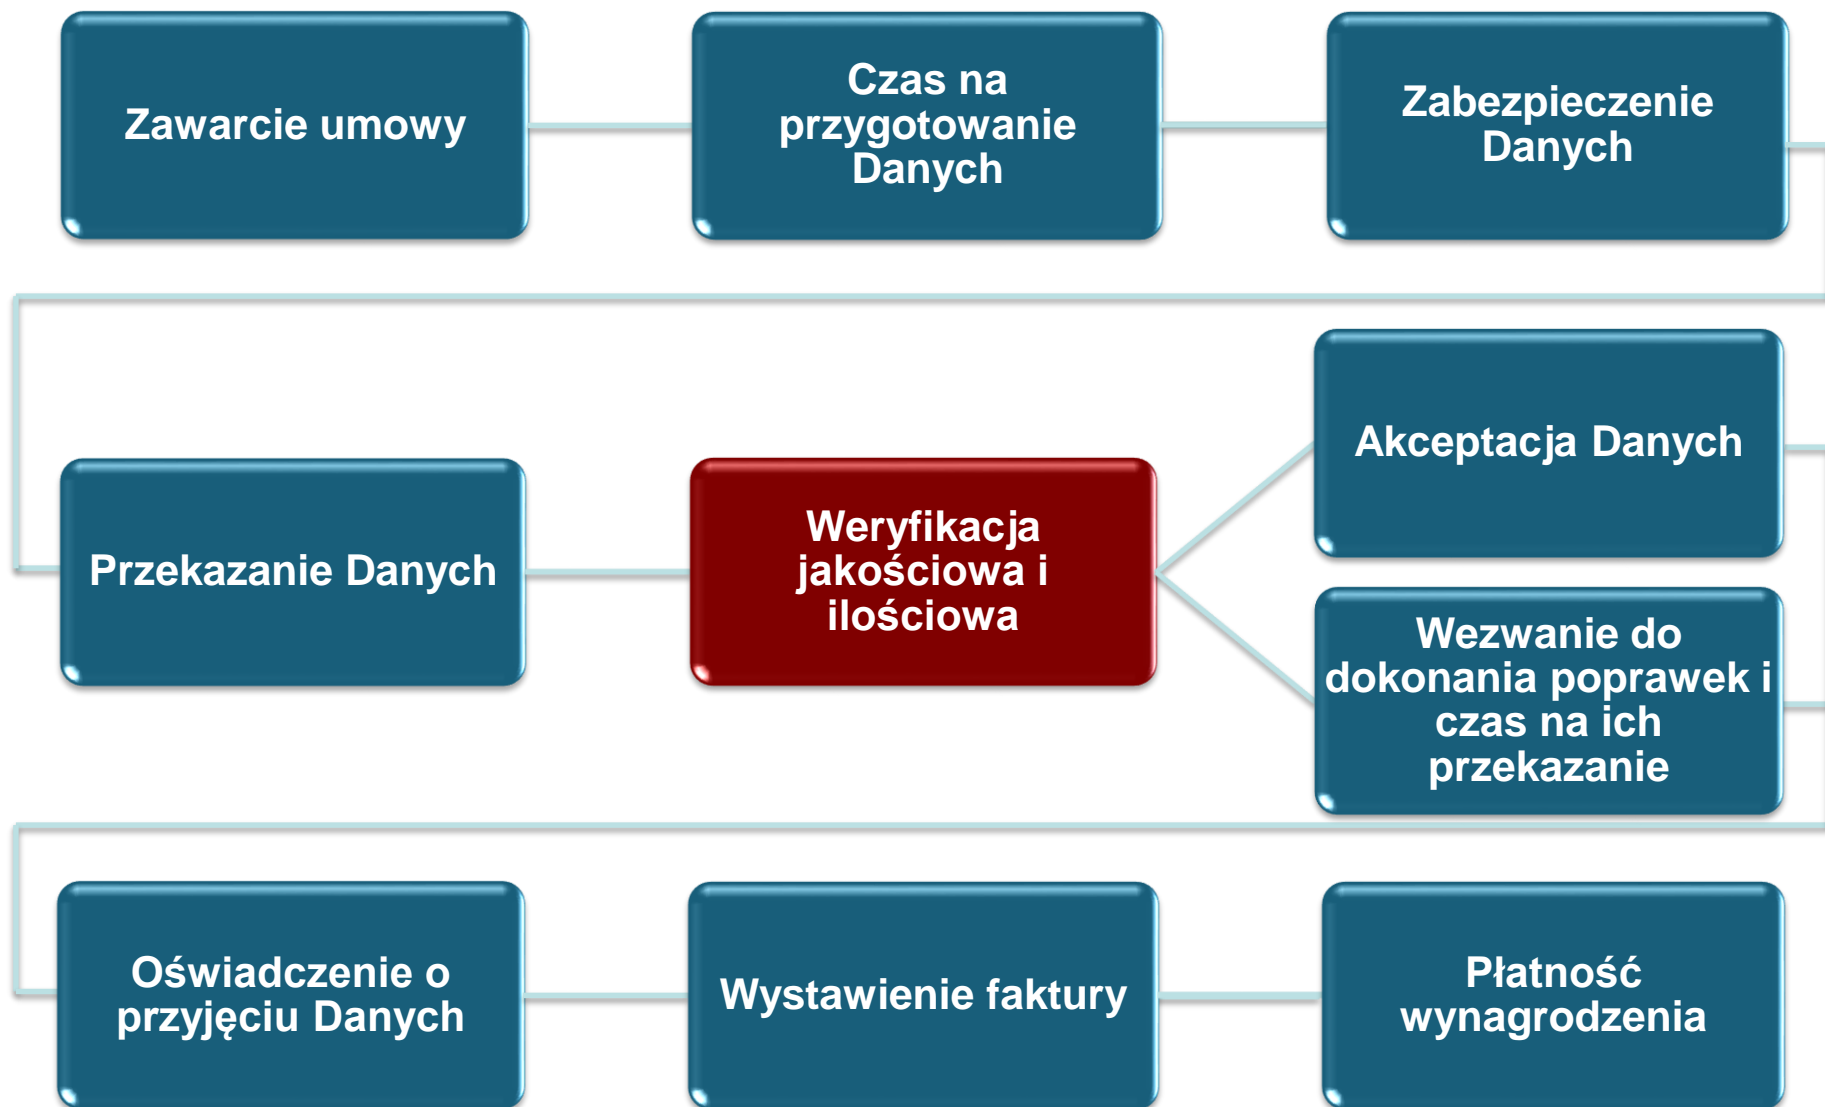 Zawarcie umowy
Czas na
przygotowanie
Danych
Zabezpieczenie
Danych
Przekazanie Danych
Weryfikacja
jakościowa i
ilościowa
Akceptacja Danych
Wezwanie do
dokonania poprawek i
czas na ich
przekazanie
Oświadczenie o
przyjęciu Danych
Wystawienie faktury
Płatność
wynagrodzenia